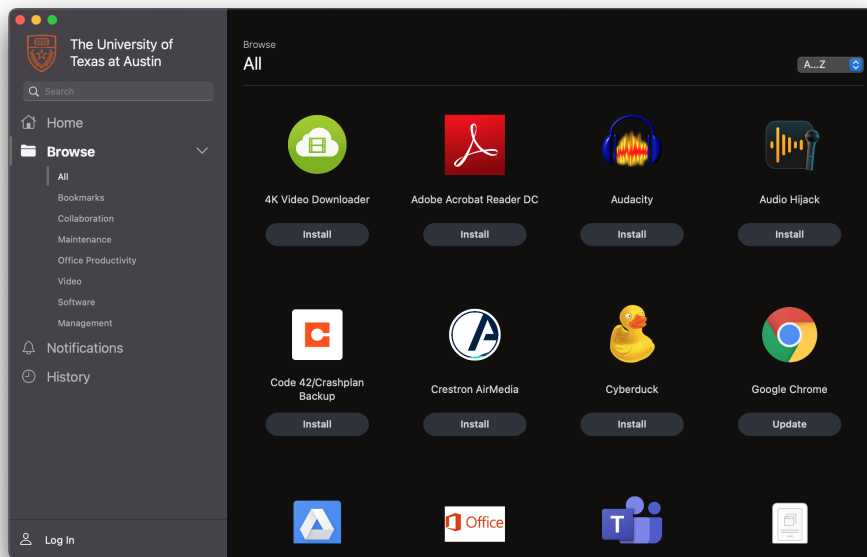 The University of
Texas at Austin
Search
Home
Browse
All
Bookmarks
Collaboration
Maintenance
Office Productivity
Video
Software
Management
Notifications
History
Log In
Browse
All
A...Z
4K Video Downloader
Install
Adobe Acrobat Reader DC
Install
Audacity
Install
Audio Hijack
Install
Code 42/Crashplan
Backup
Install
Crestron AirMedia
Install
Cyberduck
Install
Google Chrome
Update
Office
T